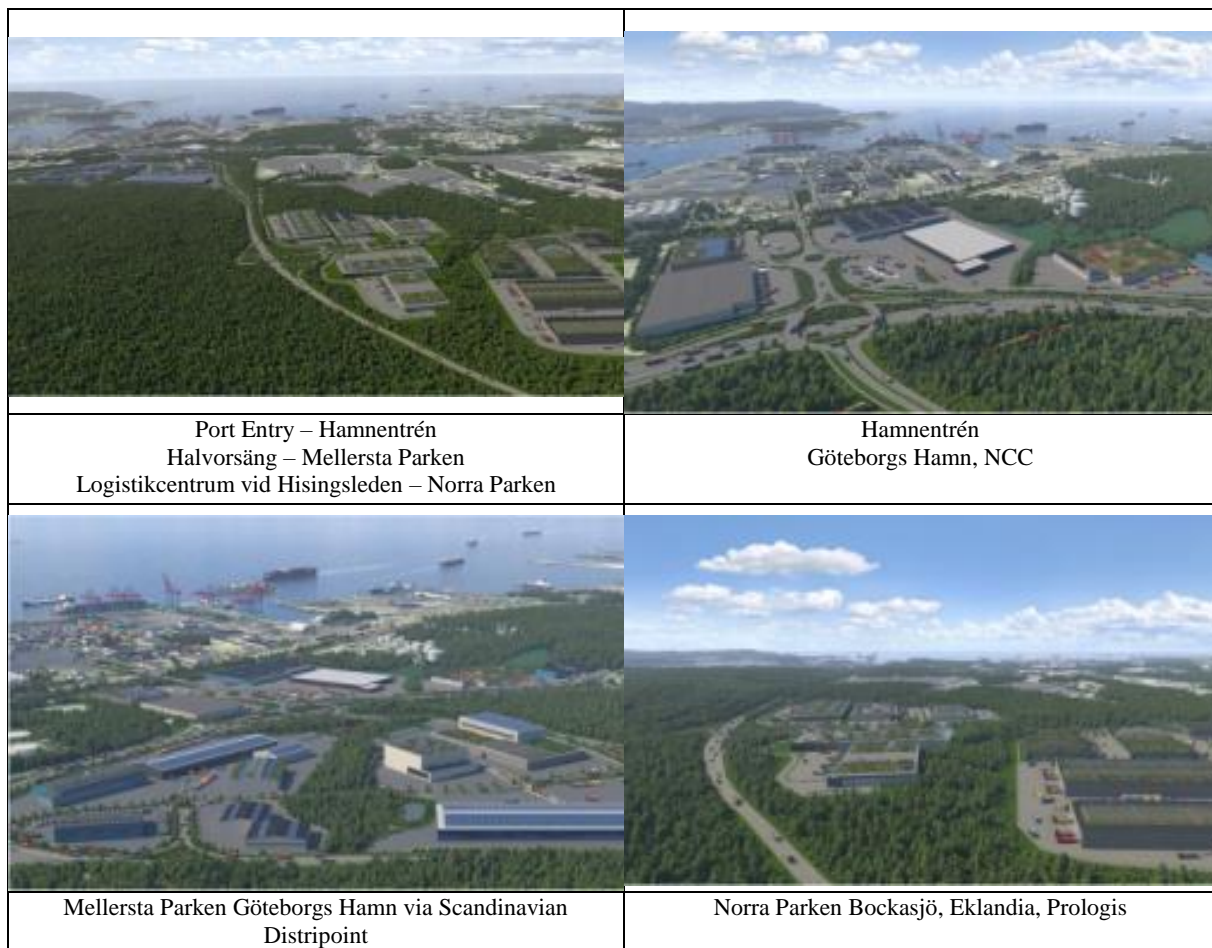 Port Entry – Hamnentrén
Halvorsäng – Mellersta Parken
Logistikcentrum vid Hisingsleden – Norra Parken
Hamnentrén
Göteborgs Hamn, NCC
Mellersta Parken Göteborgs Hamn via Scandinavian
Distripoint
Norra Parken Bockasjö, Eklandia, Prologis